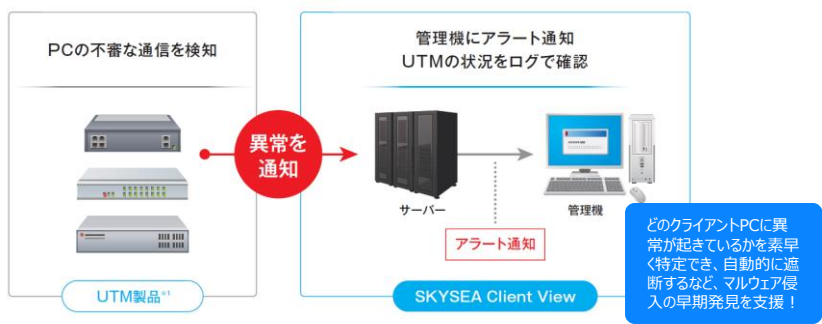 PCの不審な通信を検知
管理機にアラート通知
UTMの状況をログで確認
異常を
通知
サーバー
管理機
アラート通知
UTM製品※1
SKYSEA Client View
どのクライアントPCに異
常が起きているかを素早
く特定でき、自動的に遮
断するなど、マルウェア侵
入の早期発見を支援！